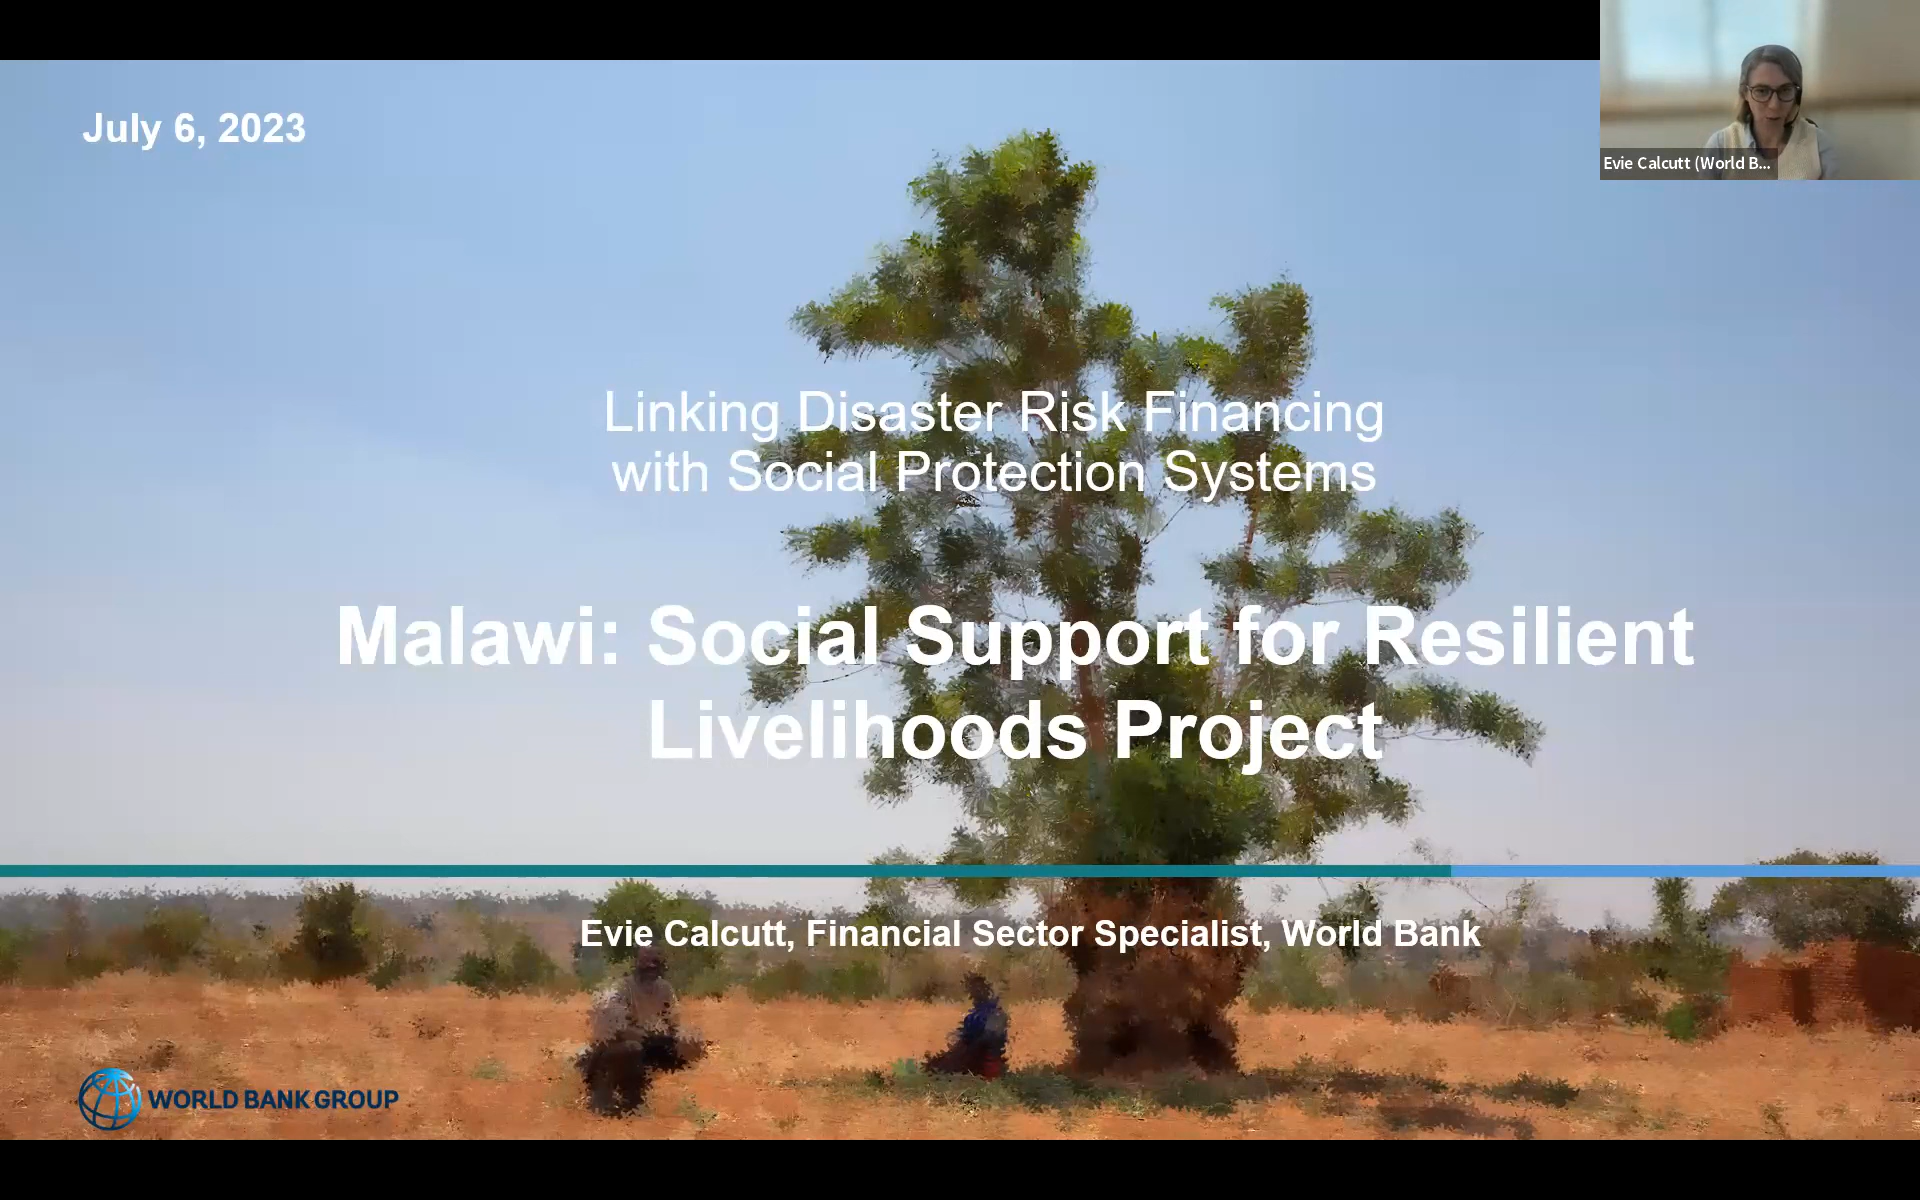 July 6, 2023
Evie Calcutt (World B...
Linking Disaster Risk Financing
with Social Protection Systems
Malawi: Social Support for Resilient
Livelihoods Project
Evie Calcutt, Financial Sector Specialist, World Bank
WORLD BANK GROUP